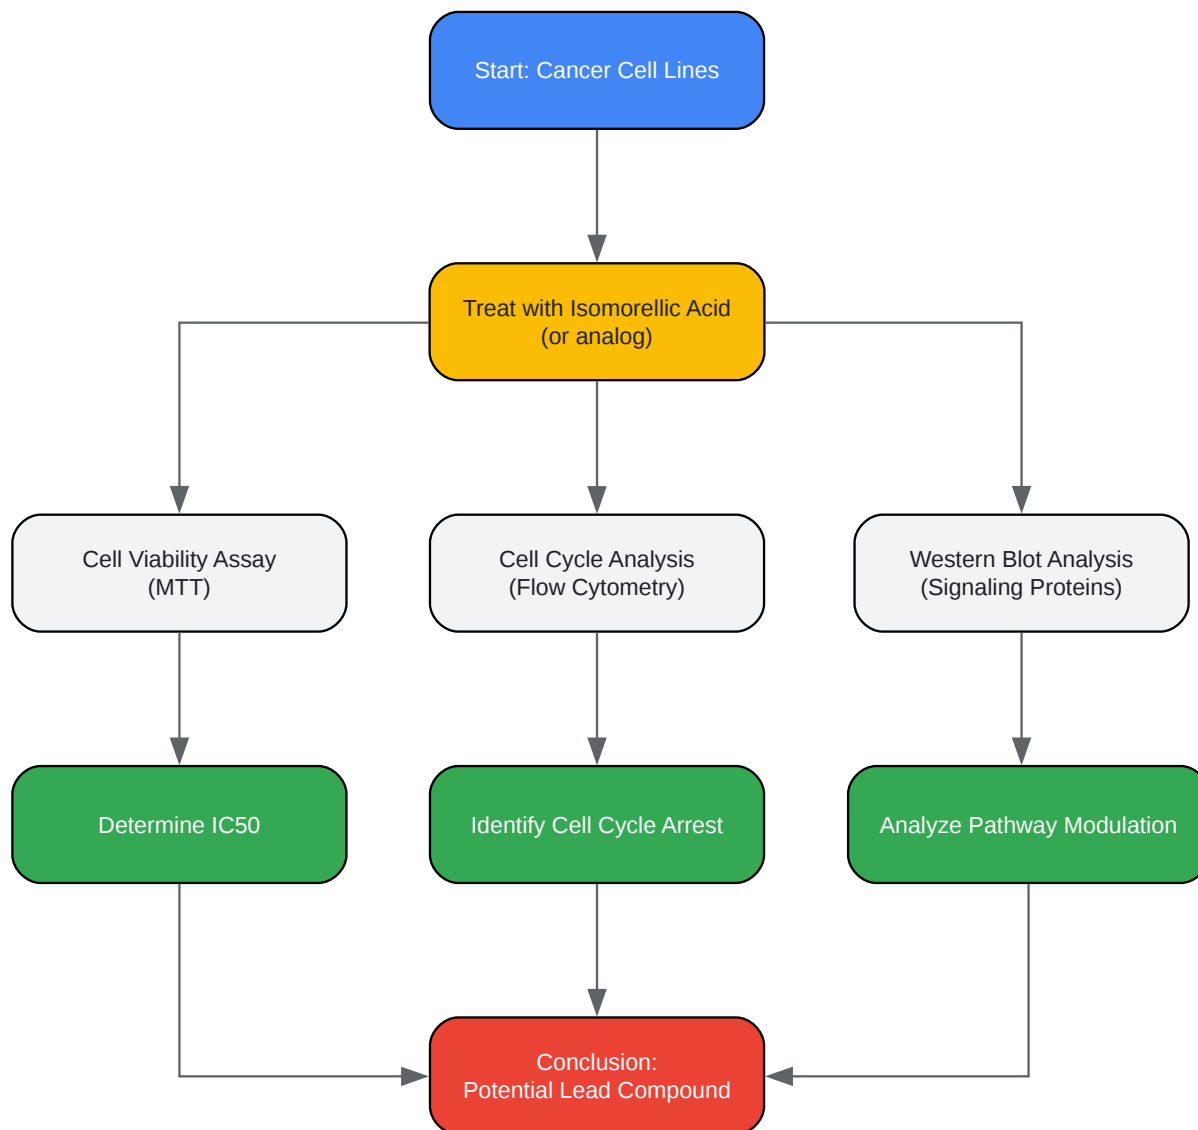 Start: Cancer Cell Lines
Treat with Isomorellic Acid
(or analog)
Cell Viability Assay
(MTT)
Cell Cycle Analysis
(Flow Cytometry)
Western Blot Analysis
(Signaling Proteins)
Determine IC50
Identify Cell Cycle Arrest
Analyze Pathway Modulation
Conclusion:
Potential Lead Compound